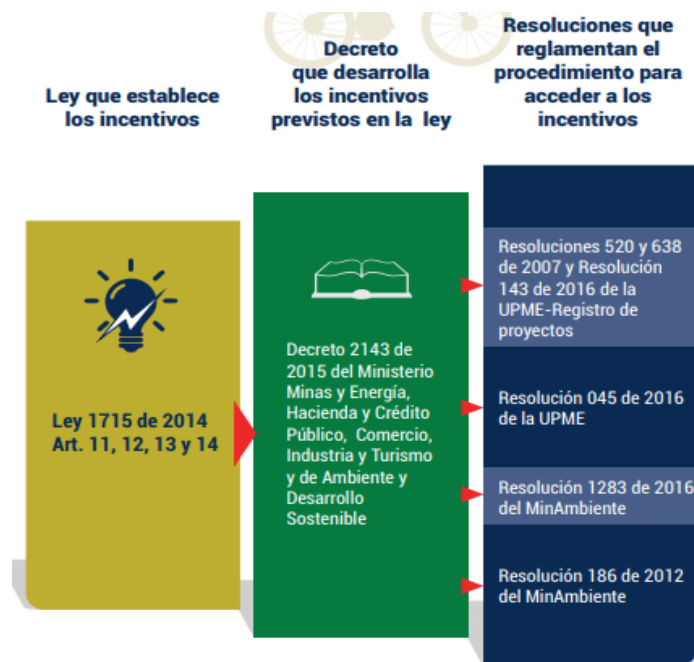 Ley que establece
los incentivos
Decreto
que desarrolla
los incentivos
previstos en la ley
Resoluciones que
reglamentan el
procedimiento para
acceder a los
incentivos
Ley 1715 de 2014
Art. 11, 12, 13 y 14
Decreto 2143 de
2015 del Ministerio
Minas y Energía,
Hacienda y Crédito
Público, Comercio,
Industria y Turismo
y de Ambiente y
Desarrollo
Sostenible
Resoluciones 520 y 638
de 2007 y Resolución
143 de 2016 de la
UPME-Registro de
proyectos
Resolución 045 de 2016
de la UPME
Resolución 1283 de 2016
del MinAmbiente
Resolución 186 de 2012
del MinAmbiente